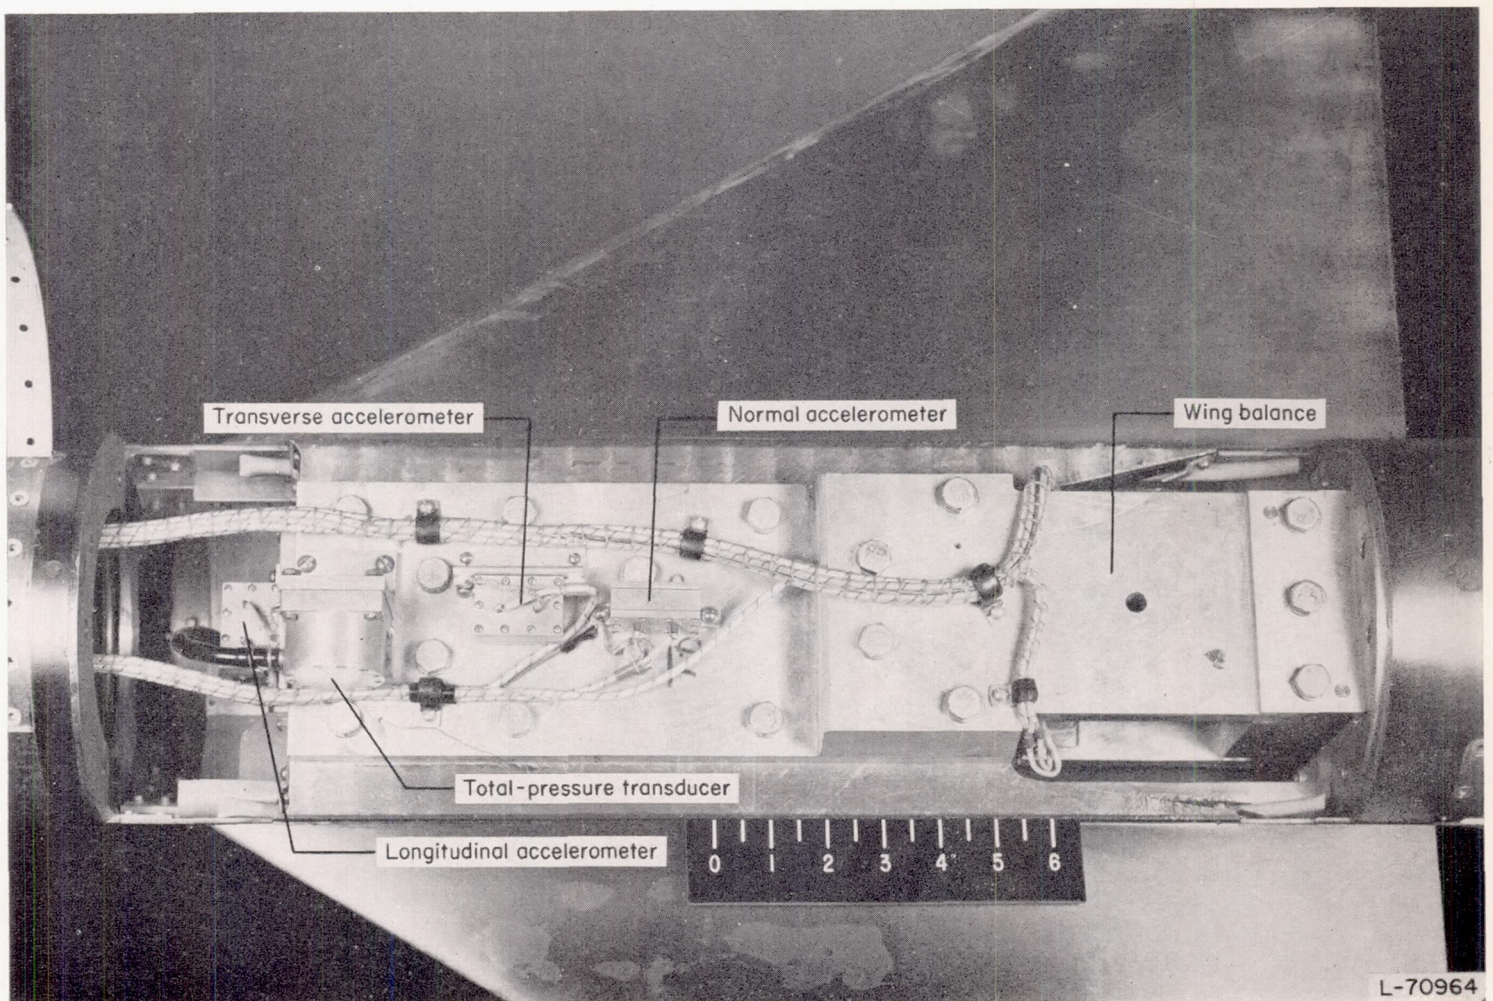 Transverse accelerometer
Normal accelerometer
Wing balance
Total-pressure transducer
Longitudinal accelerometer
0 1 2 3 4 5 6
L-70964